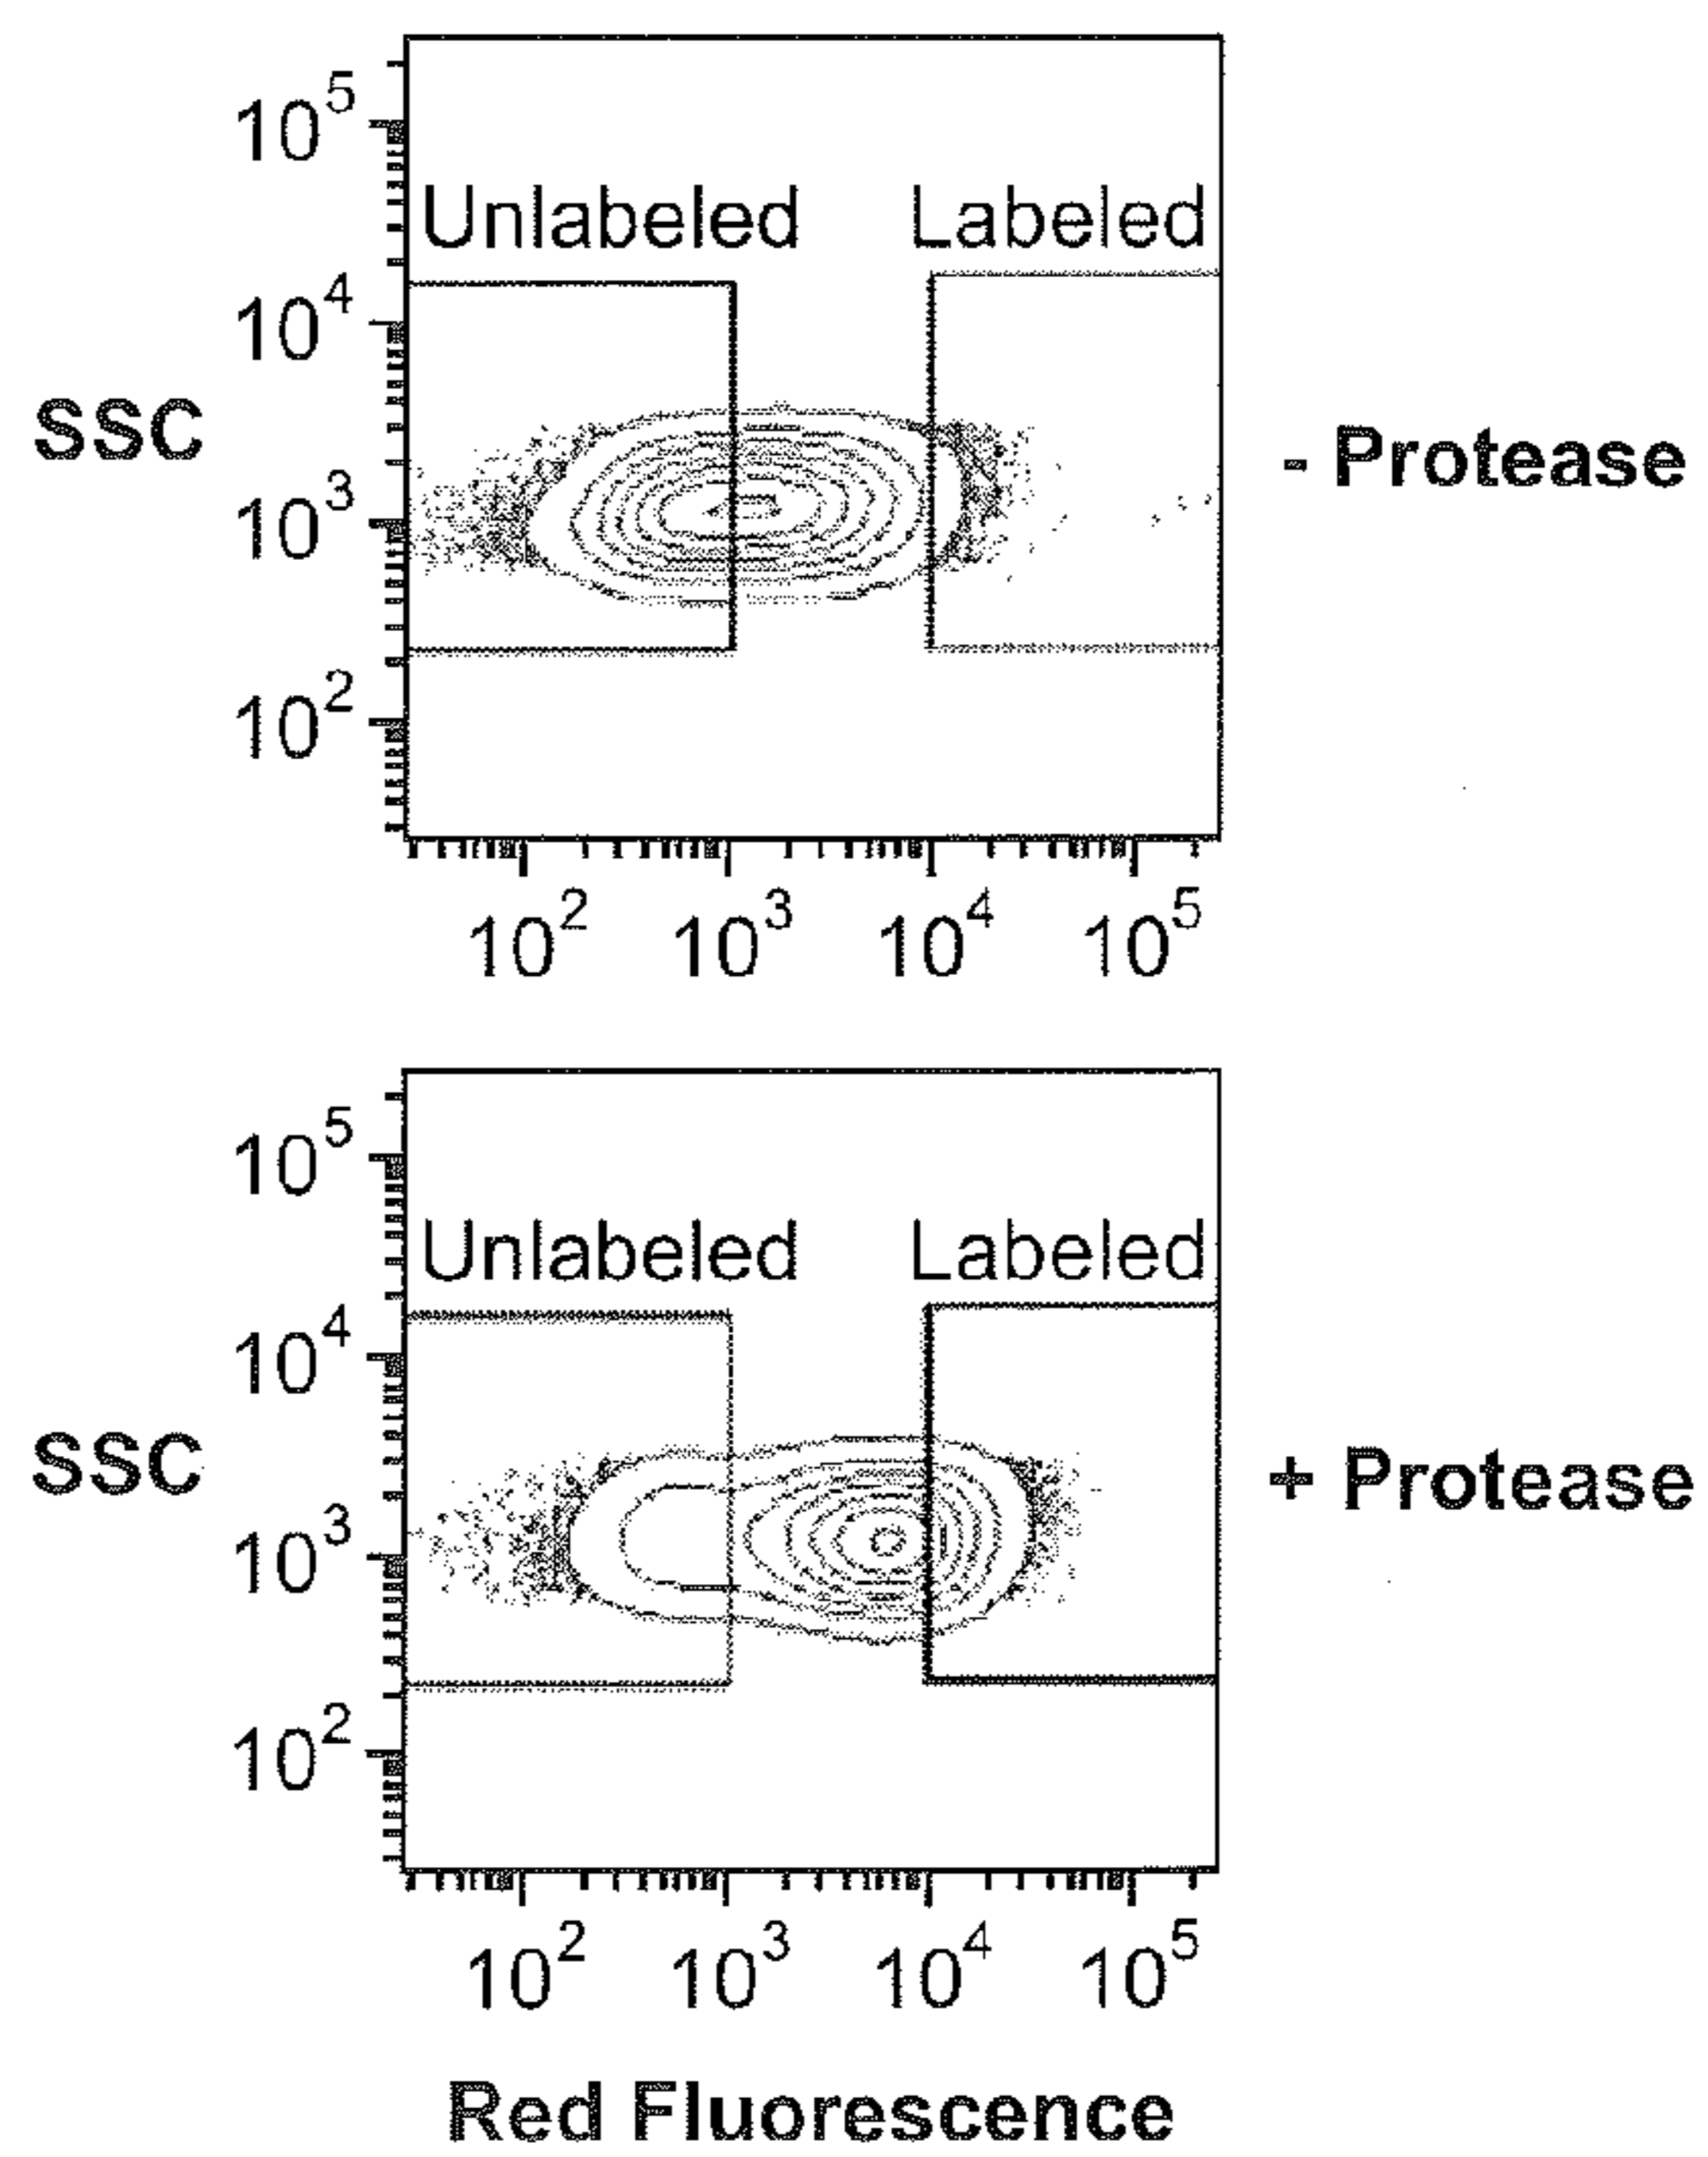 10^5
Unlabeled Labeled
10^4
SSC
- Protease
10^3
10^2
10^2 10^3 10^4 10^5
10^5
Unlabeled Labeled
10^4
SSC
+ Protease
10^3
10^2
10^2 10^3 10^4 10^5
Red Fluorescence